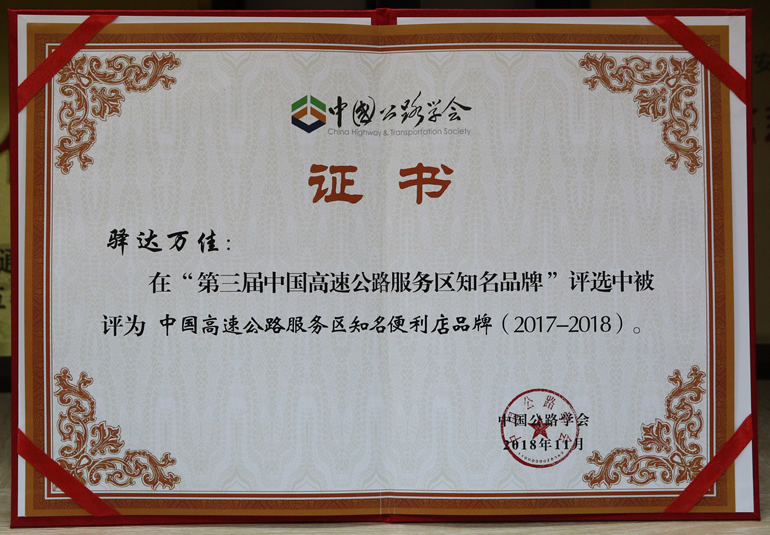 中國公路学会
China Highway & Transportation Society
证书
驿达万佳：
在“第三届中国高速公路服务区知名品牌”评选中被
评为 中国高速公路服务区知名便利店品牌（2017–2018）。
中国公路学会
2018年11月